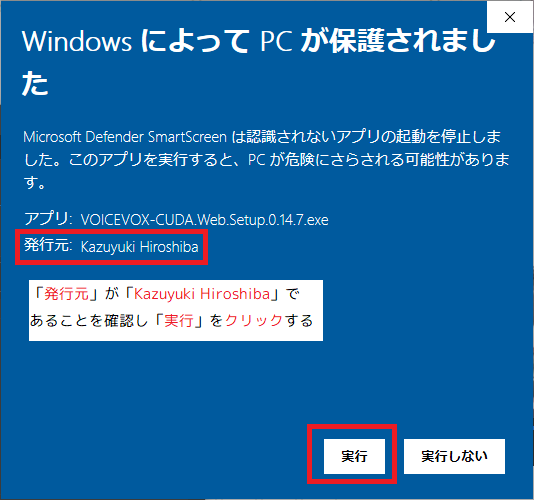 Windows によって PC が保護されまし
た
Microsoft Defender SmartScreen は認識されないアプリの起動を停止しま
した。このアプリを実行すると、PC が危険にさらされる可能性がありま
す。
アプリ: VOICEVOX-CUDA.Web.Setup.0.14.7.exe
発行元: Kazuyuki Hiroshiba
「発行元」が「Kazuyuki Hiroshiba」で
あることを確認し「実行」をクリックする
実行 実行しない